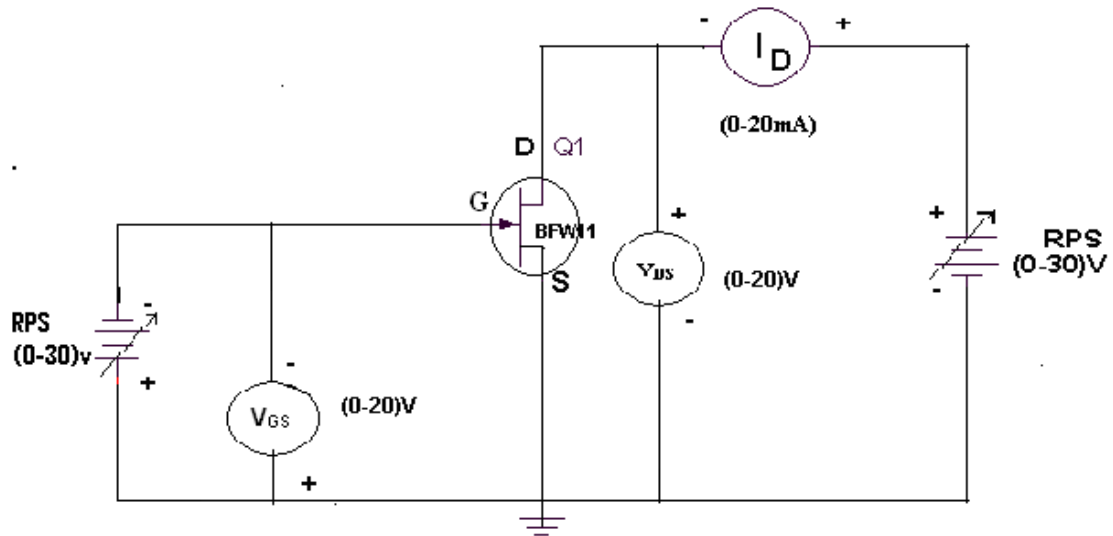 - I D +
(0-20mA)
D Q1
G
BFW11
S
+
VDS
-
(0-20)V
+
-
RPS
(0-30)V
-
+
RPS
(0-30)v
-
VGS
+
(0-20)V